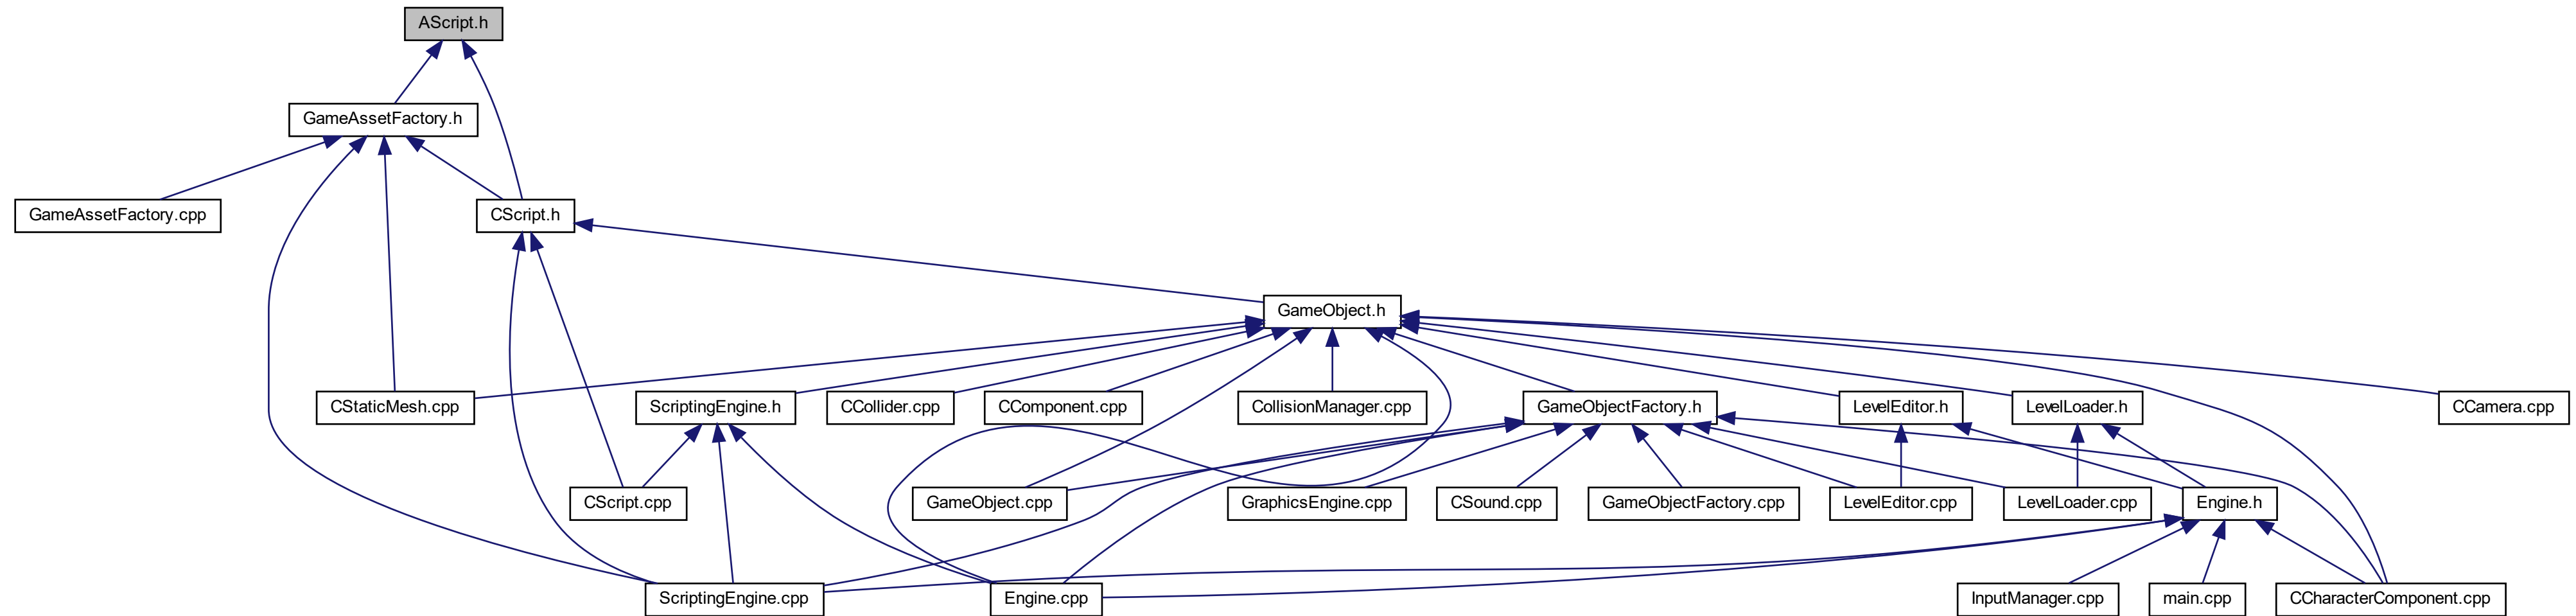 AScript.h
GameAssetFactory.h
GameAssetFactory.cpp
CScript.h
GameObject.h
CStaticMesh.cpp
ScriptingEngine.h
CCollider.cpp
CComponent.cpp
CollisionManager.cpp
GameObjectFactory.h
LevelEditor.h
LevelLoader.h
CCamera.cpp
CScript.cpp
GameObject.cpp
GraphicsEngine.cpp
CSound.cpp
GameObjectFactory.cpp
LevelEditor.cpp
LevelLoader.cpp
Engine.h
ScriptingEngine.cpp
Engine.cpp
InputManager.cpp
main.cpp
CCharacterComponent.cpp